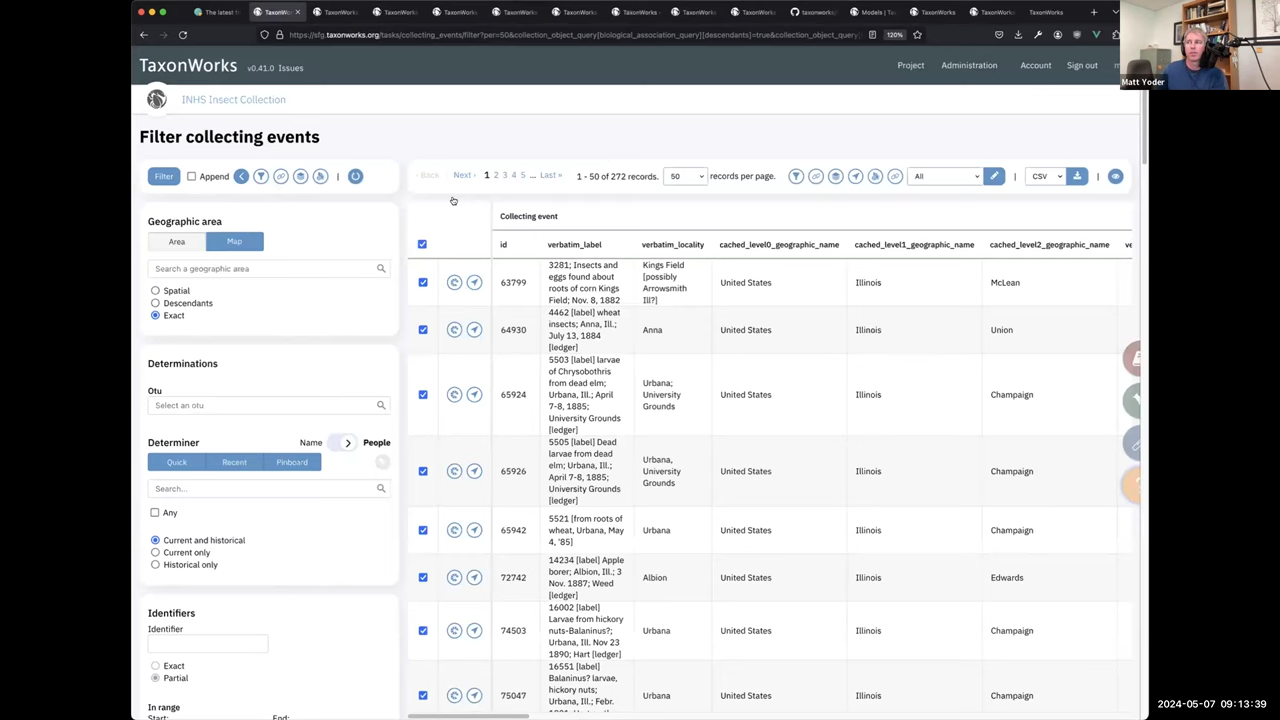 The latest
TaxonWorks
TaxonWorks
TaxonWorks
TaxonWorks
TaxonWorks
TaxonWorks
TaxonWorks
TaxonWorks
TaxonWorks
taxonworks
Models | Ta
TaxonWorks
TaxonWorks
TaxonWorks
https://sfg.taxonworks.org/tasks/collecting_events/filter?per=50&collection_object_query[biological_association_query][descendants]=true&collection_object_query[
120%
TaxonWorks v0.41.0 Issues
Project Administration Account Sign out
Matt Yoder
INHS Insect Collection
Filter collecting events
Filter Append
Back Next 1 2 3 4 5 ... Last » 1 - 50 of 272 records. 50 records per page. All | CSV |
Geographic area
Area Map
Search a geographic area
Spatial
Descendants
Exact
Determinations
Otu
Select an otu
Determiner Name People
Quick Recent Pinboard
Search...
Any
Current and historical
Current only
Historical only
Identifiers
Identifier
Exact
Partial
In range
Start: End:
Collecting event
id verbatim_label verbatim_locality cached_level0_geographic_name cached_level1_geographic_name cached_level2_geographic_name ve
63799
3281; Insects and
eggs found about
roots of corn Kings
Field; Nov. 8, 1882
Kings Field
[possibly
Arrowsmith
Ill?]
United States Illinois McLean
64930
4462 [label] wheat
insects; Anna, Ill.;
July 13, 1884
[ledger]
Anna
United States Illinois Union
65924
5503 [label] larvae
of Chrysobothris
from dead elm;
Urbana, Ill.; April
7-8, 1885;
University Grounds
[ledger]
Urbana;
University
Grounds
United States Illinois Champaign
65926
5505 [label] Dead
larvae from dead
elm; Urbana, Ill.;
April 7-8, 1885;
University Grounds
[ledger]
Urbana,
University
Grounds
United States Illinois Champaign
65942
5521 [from roots of
wheat, Urbana, May
4, '85]
Urbana
United States Illinois Champaign
72742
14234 [label] Apple
borer; Albion, Ill.; 3
Nov. 1887; Weed
[ledger]
Albion
United States Illinois Edwards
74503
16002 [label]
Larvae from hickory
nuts-Balaninus?;
Urbana, Ill. Nov 23
1890; Hart [ledger]
Urbana
United States Illinois Champaign
75047
16551 [label]
Balaninus? larvae,
hickory nuts;
Urbana, Ill.; Febr.
Urbana
United States Illinois Champaign
2024-05-07 09:13:39